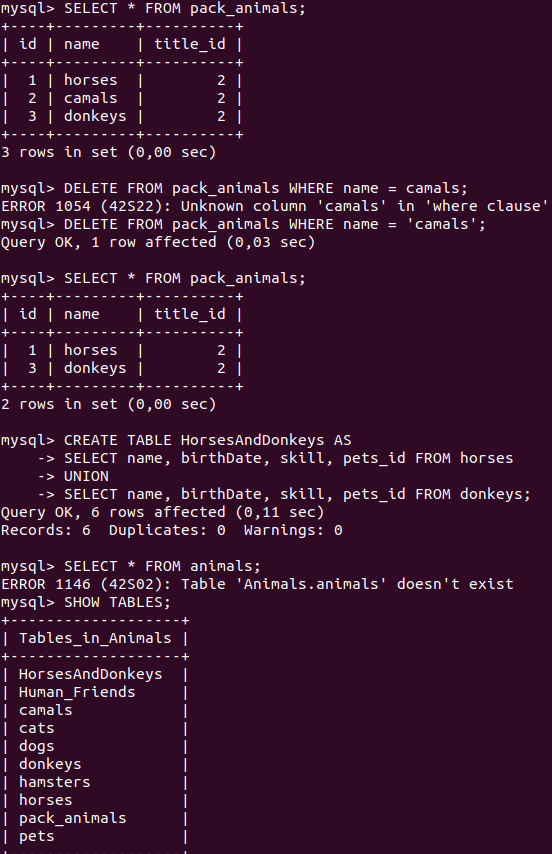 mysql> SELECT * FROM pack_animals;
+----+---------+----------+
| id | name    | title_id |
+----+---------+----------+
|  1 | horses  |        2 |
|  2 | camals  |        2 |
|  3 | donkeys |        2 |
+----+---------+----------+
3 rows in set (0,00 sec)

mysql> DELETE FROM pack_animals WHERE name = camals;
ERROR 1054 (42S22): Unknown column 'camals' in 'where clause'
mysql> DELETE FROM pack_animals WHERE name = 'camals';
Query OK, 1 row affected (0,03 sec)

mysql> SELECT * FROM pack_animals;
+----+---------+----------+
| id | name    | title_id |
+----+---------+----------+
|  1 | horses  |        2 |
|  3 | donkeys |        2 |
+----+---------+----------+
2 rows in set (0,00 sec)

mysql> CREATE TABLE HorsesAndDonkeys AS
    -> SELECT name, birthDate, skill, pets_id FROM horses
    -> UNION
    -> SELECT name, birthDate, skill, pets_id FROM donkeys;
Query OK, 6 rows affected (0,11 sec)
Records: 6  Duplicates: 0  Warnings: 0

mysql> SELECT * FROM animals;
ERROR 1146 (42S02): Table 'Animals.animals' doesn't exist
mysql> SHOW TABLES;
+-------------------+
| Tables_in_Animals |
+-------------------+
| HorsesAndDonkeys  |
| Human_Friends     |
| camals            |
| cats              |
| dogs              |
| donkeys           |
| hamsters          |
| horses            |
| pack_animals      |
| pets              |
+-------------------+